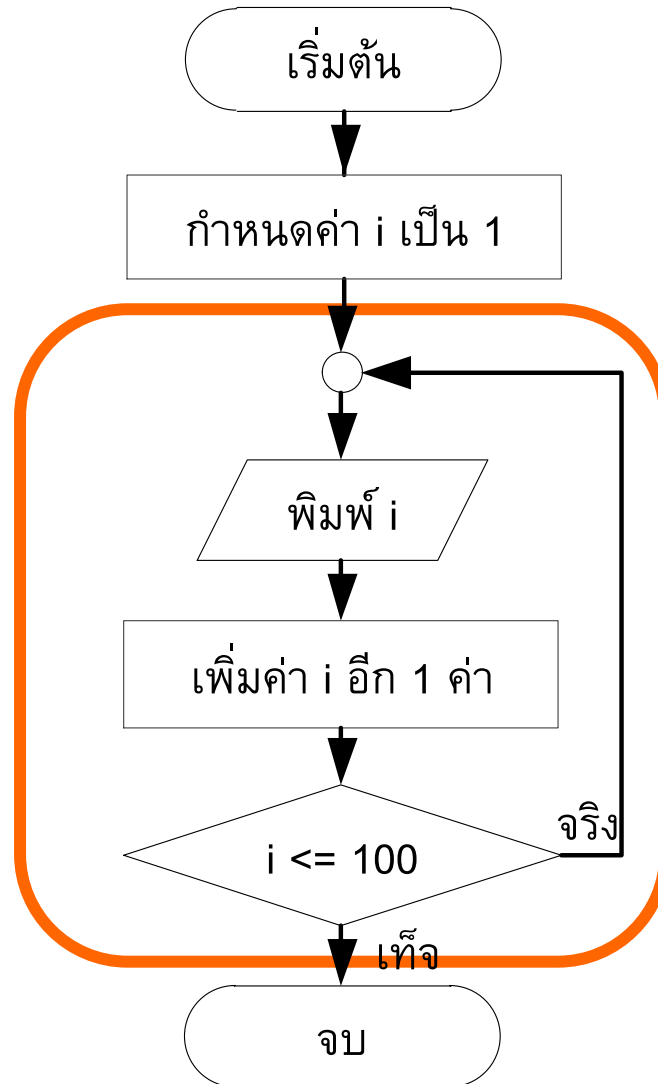 เริ่มต้น
กำหนดค่า i เป็น 1
พิมพ์ i
เพิ่มค่า i อีก 1 ค่า
i <= 100
จริง
เท็จ
จบ